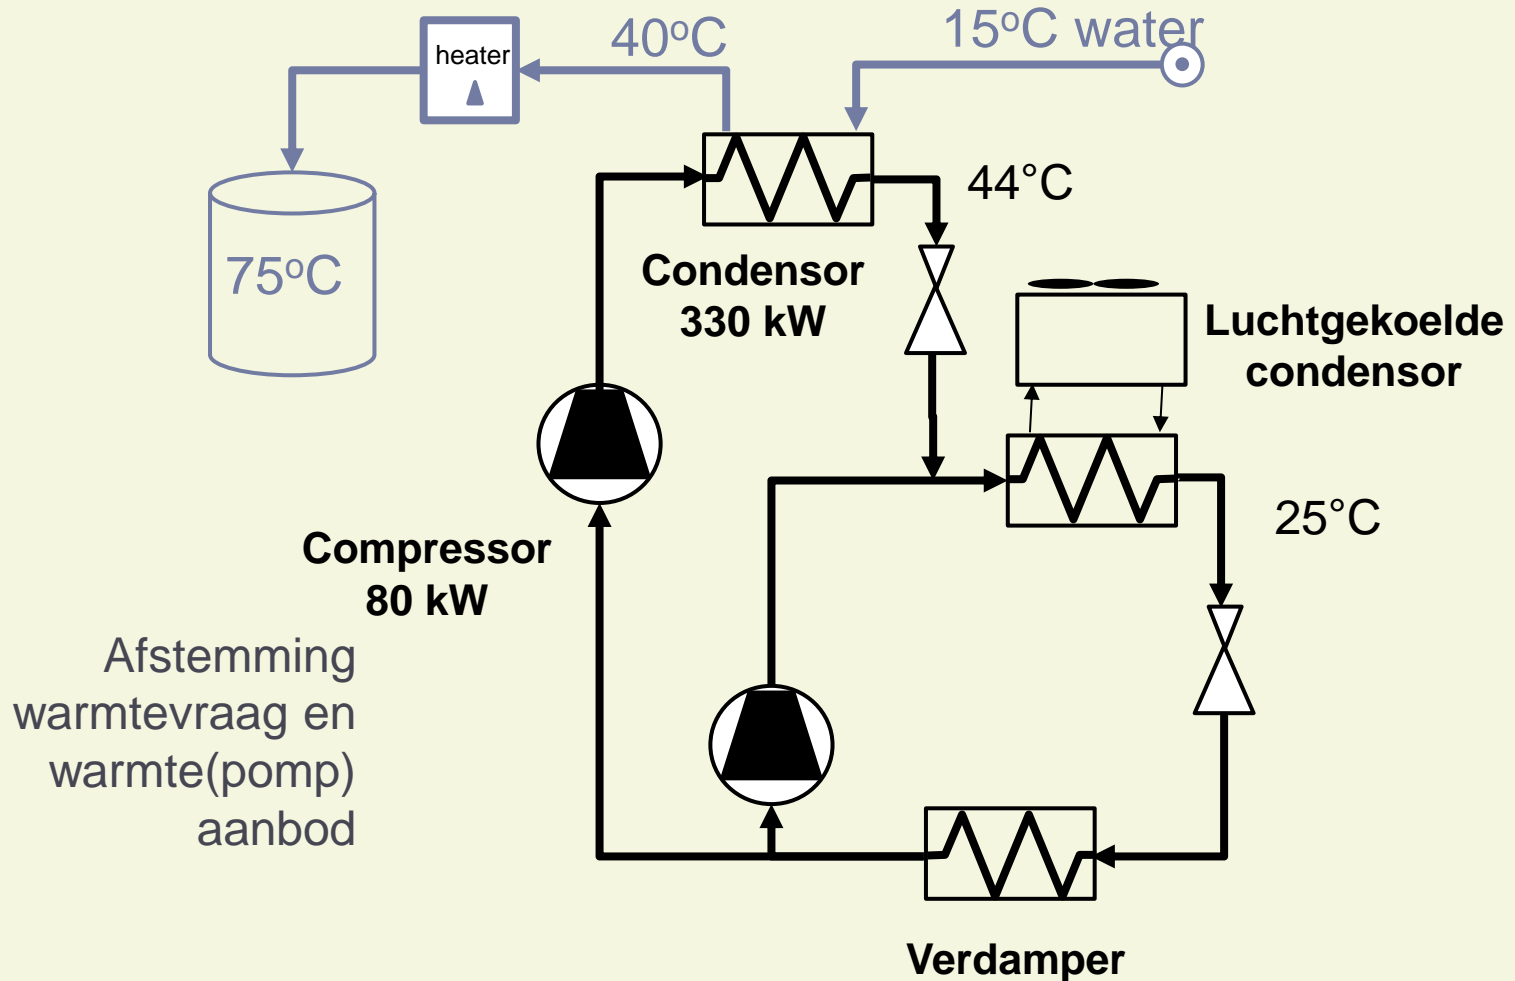 40°C
15°C water
heater
75°C
44°C
Condensor
330 kW
Luchtgekoelde
condensor
25°C
Compressor
80 kW
Afstemming
warmtevraag en
warmte(pomp)
aanbod
Verdamper